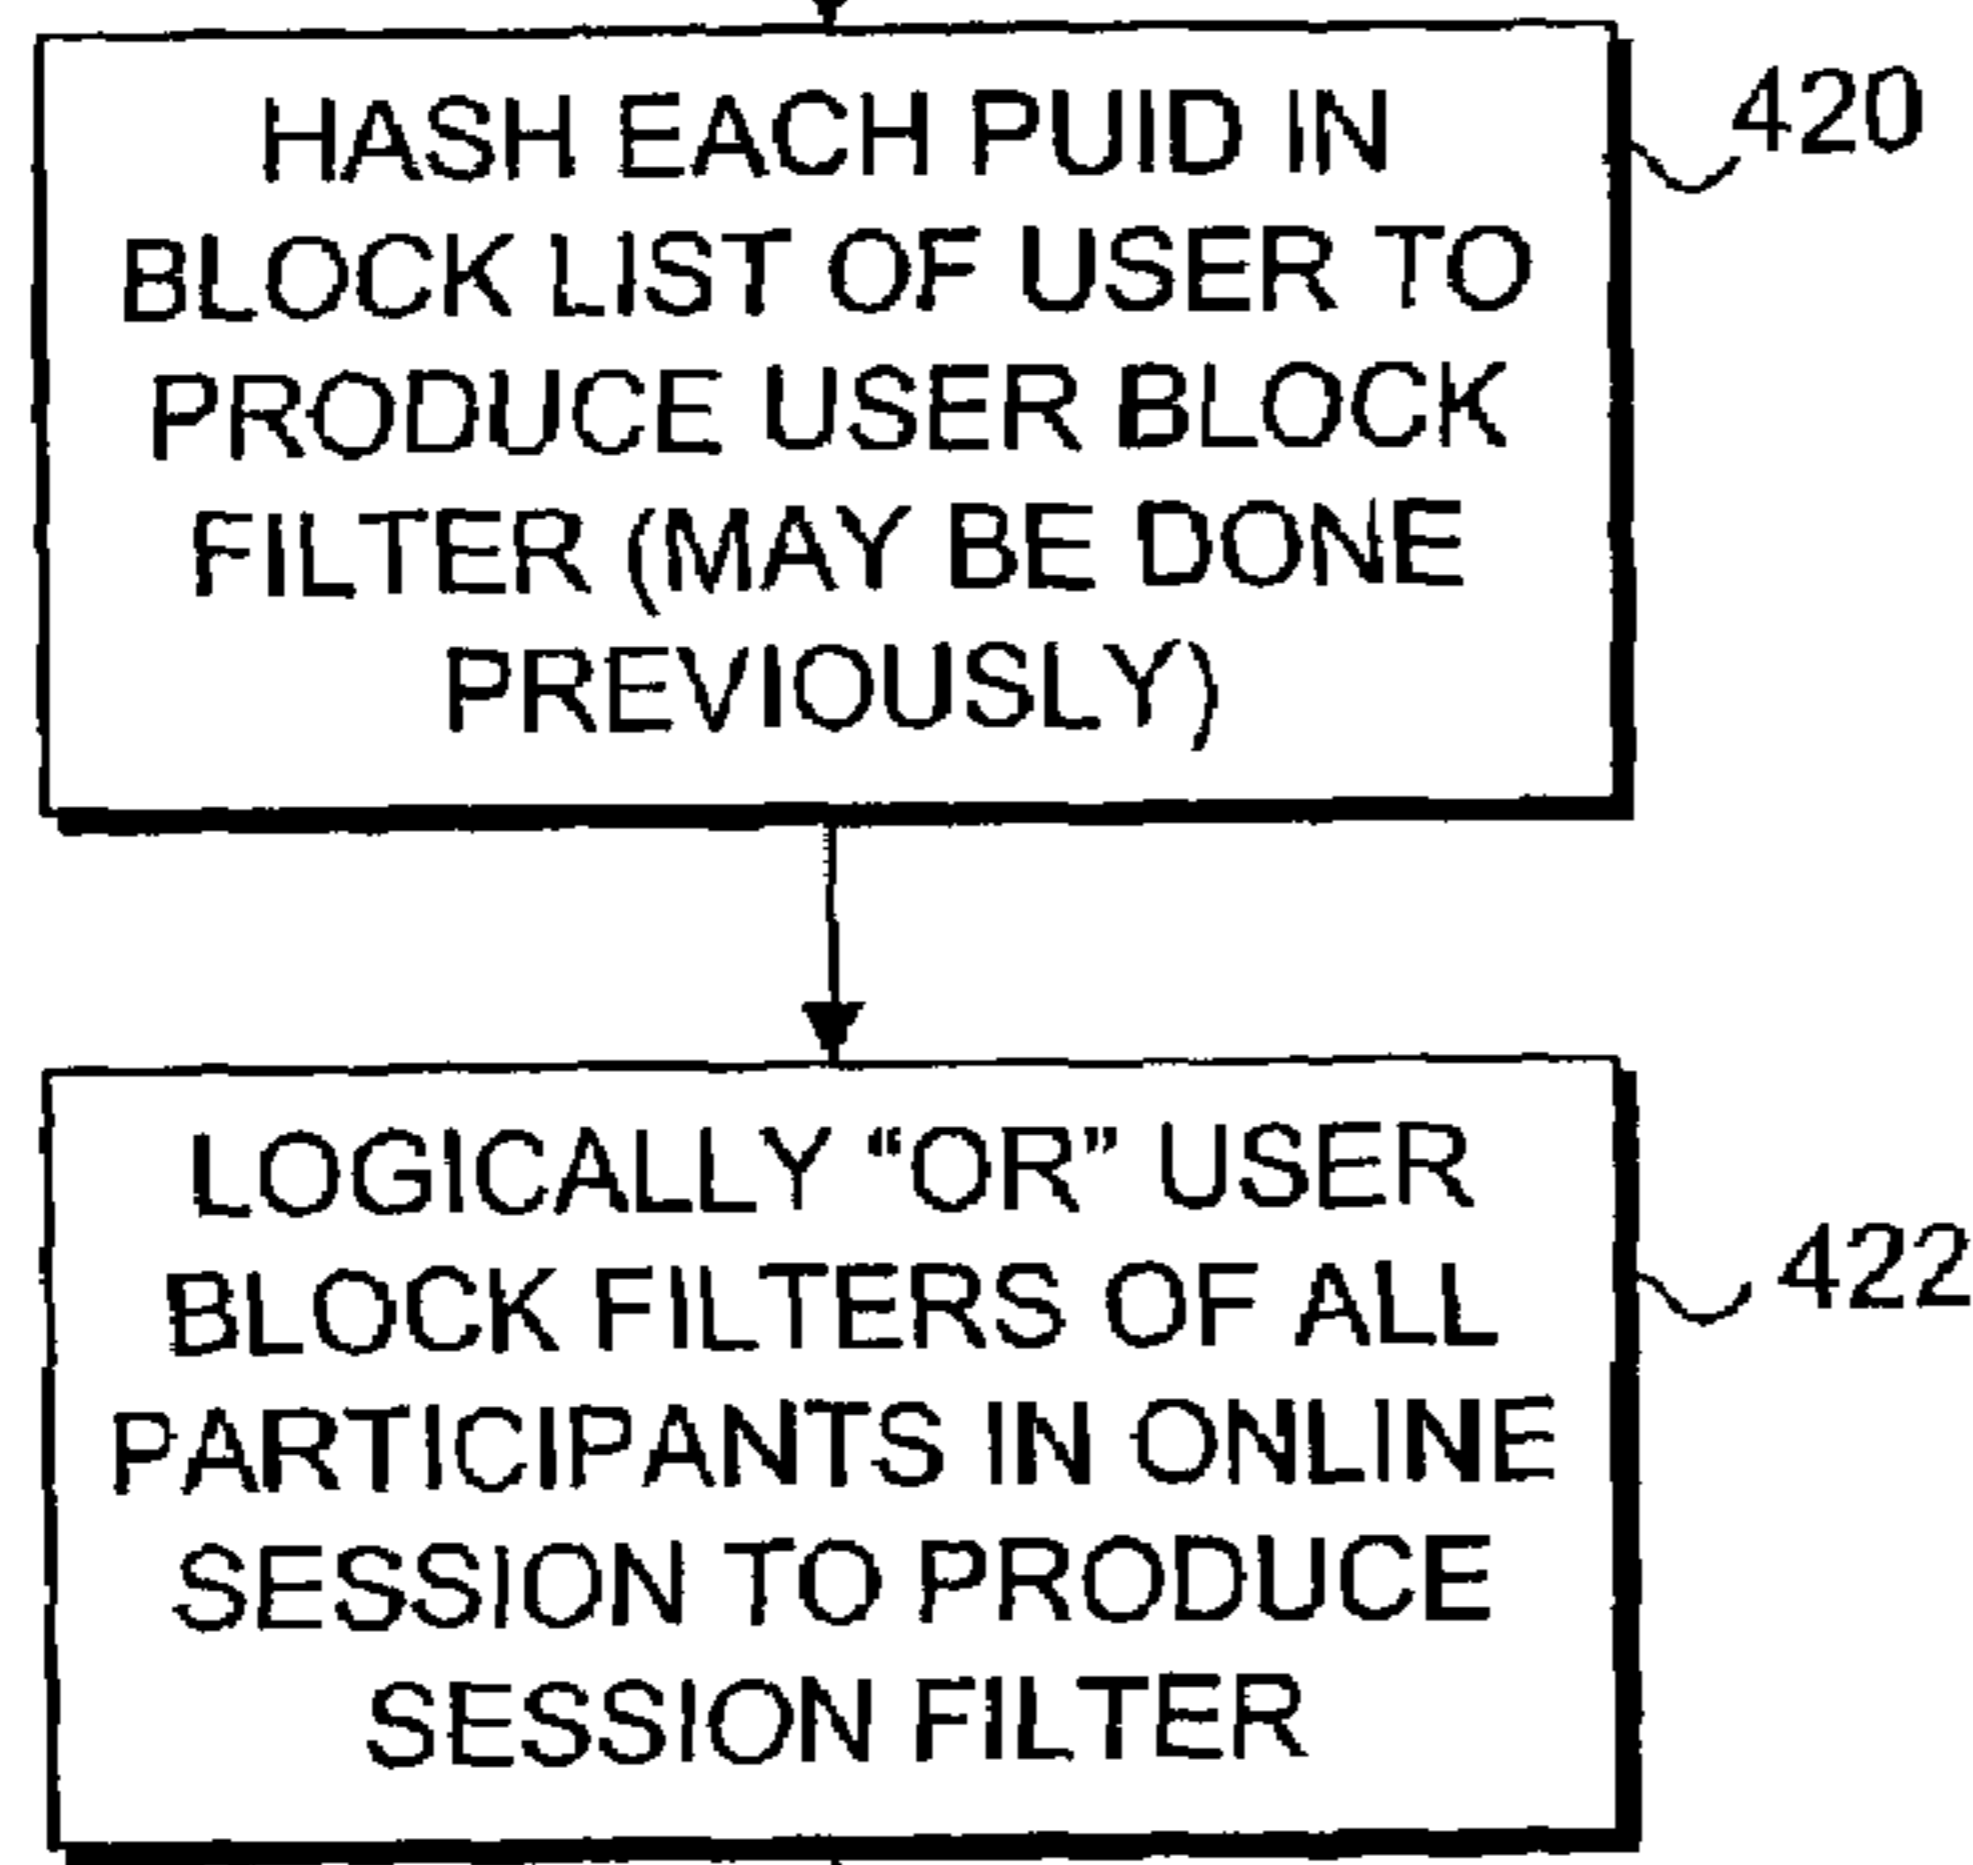 HASH EACH PUID IN
BLOCK LIST OF USER TO
PRODUCE USER BLOCK
FILTER (MAY BE DONE
PREVIOUSLY)
420
LOGICALLY “OR” USER
BLOCK FILTERS OF ALL
PARTICIPANTS IN ONLINE
SESSION TO PRODUCE
SESSION FILTER
422